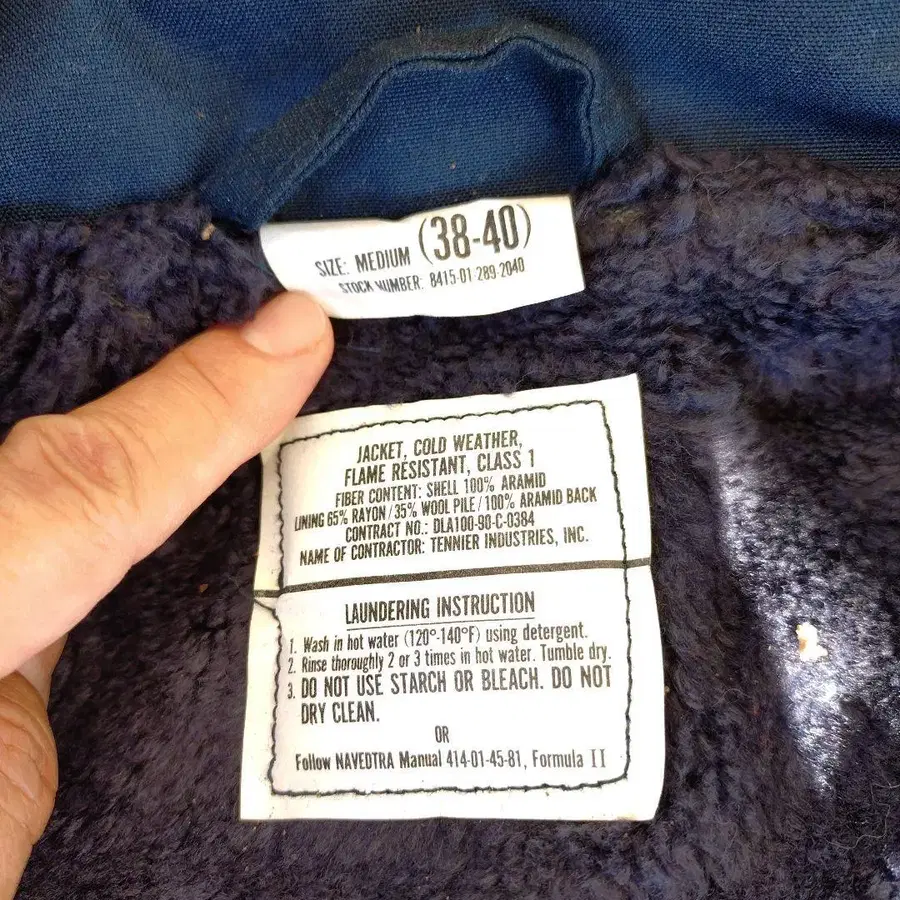 SIZE: MEDIUM (38-40)
STOCK NUMBER: 8415-01-289-2040
JACKET, COLD WEATHER,
FLAME RESISTANT, CLASS 1
FIBER CONTENT: SHELL 100% ARAMID
LINING 65% RAYON/35% WOOL PILE/100% ARAMID BACK
CONTRACT NO.: DLA100-90-C-0384
NAME OF CONTRACTOR: TENNIER INDUSTRIES, INC.
LAUNDERING INSTRUCTION
1. Wash in hot water (120°-140°F) using detergent.
2. Rinse thoroughly 2 or 3 times in hot water. Tumble dry.
3. DO NOT USE STARCH OR BLEACH. DO NOT
DRY CLEAN.
OR
Follow NAVEDTRA Manual 414-01-45-81, Formula II